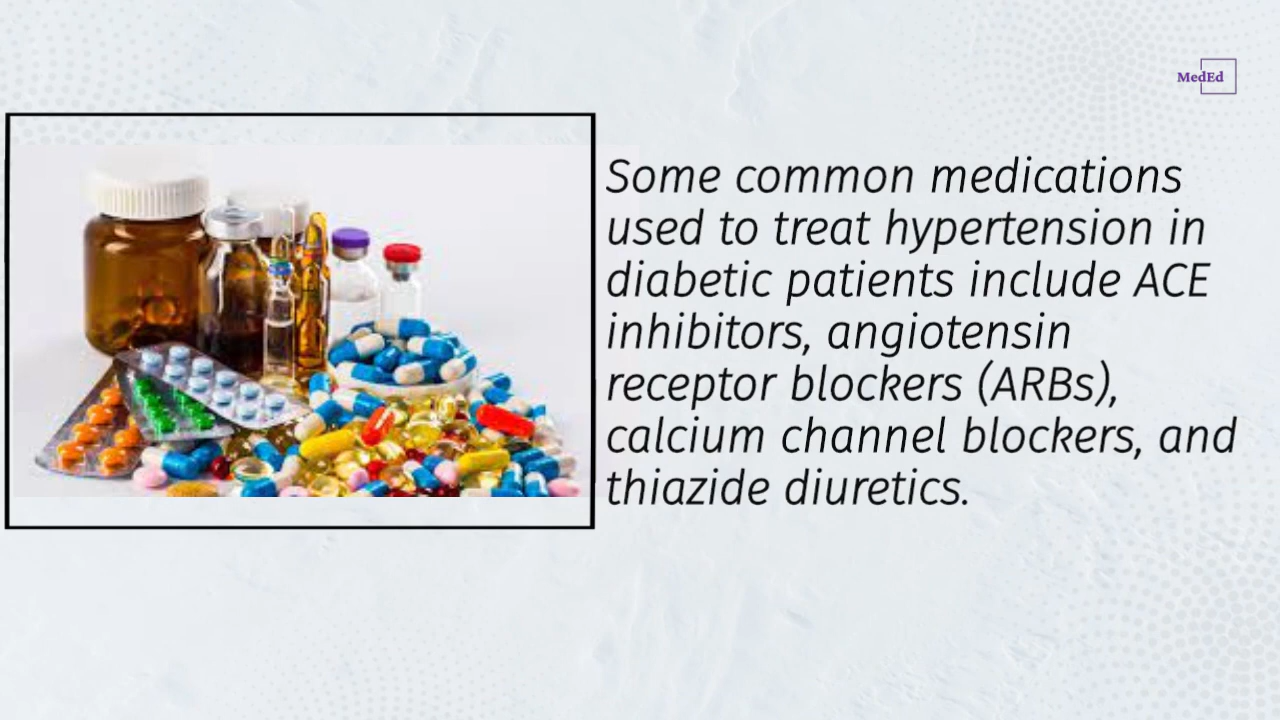 MedEd
Some common medications
used to treat hypertension in
diabetic patients include ACE
inhibitors, angiotensin
receptor blockers (ARBs),
calcium channel blockers, and
thiazide diuretics.